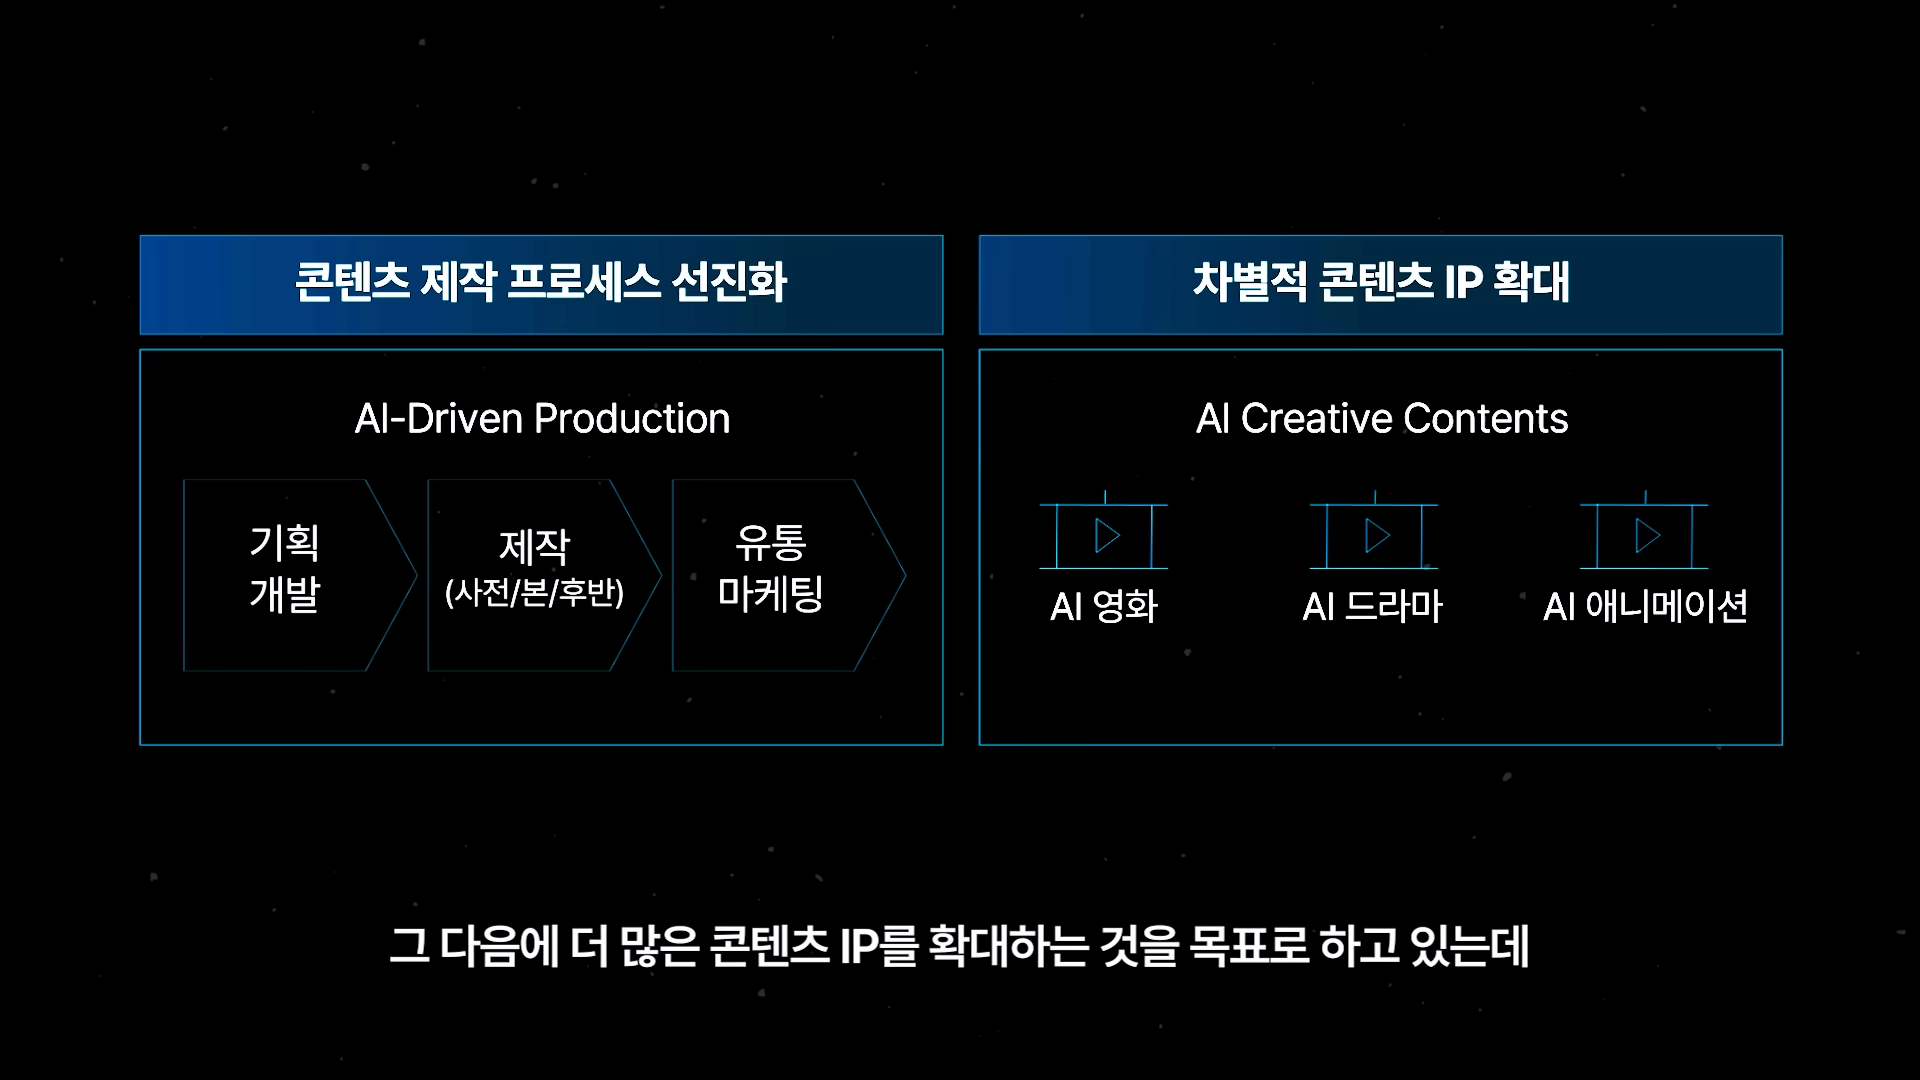 콘텐츠 제작 프로세스 선진화
AI-Driven Production
기획
개발
제작
(사전/본/후반)
유통
마케팅
차별적 콘텐츠 IP 확대
AI Creative Contents
AI 영화
AI 드라마
AI 애니메이션
그 다음에 더 많은 콘텐츠 IP를 확대하는 것을 목표로 하고 있는데